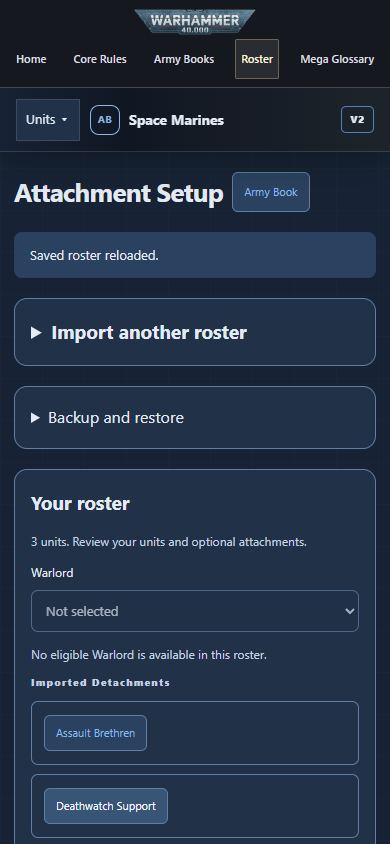 WARHAMMER
40,000
Home Core Rules Army Books Roster Mega Glossary
Units AB Space Marines V2
Attachment Setup Army Book
Saved roster reloaded.
Import another roster
Backup and restore
Your roster
3 units. Review your units and optional attachments.
Warlord
Not selected
No eligible Warlord is available in this roster.
Imported Detachments
Assault Brethren
Deathwatch Support